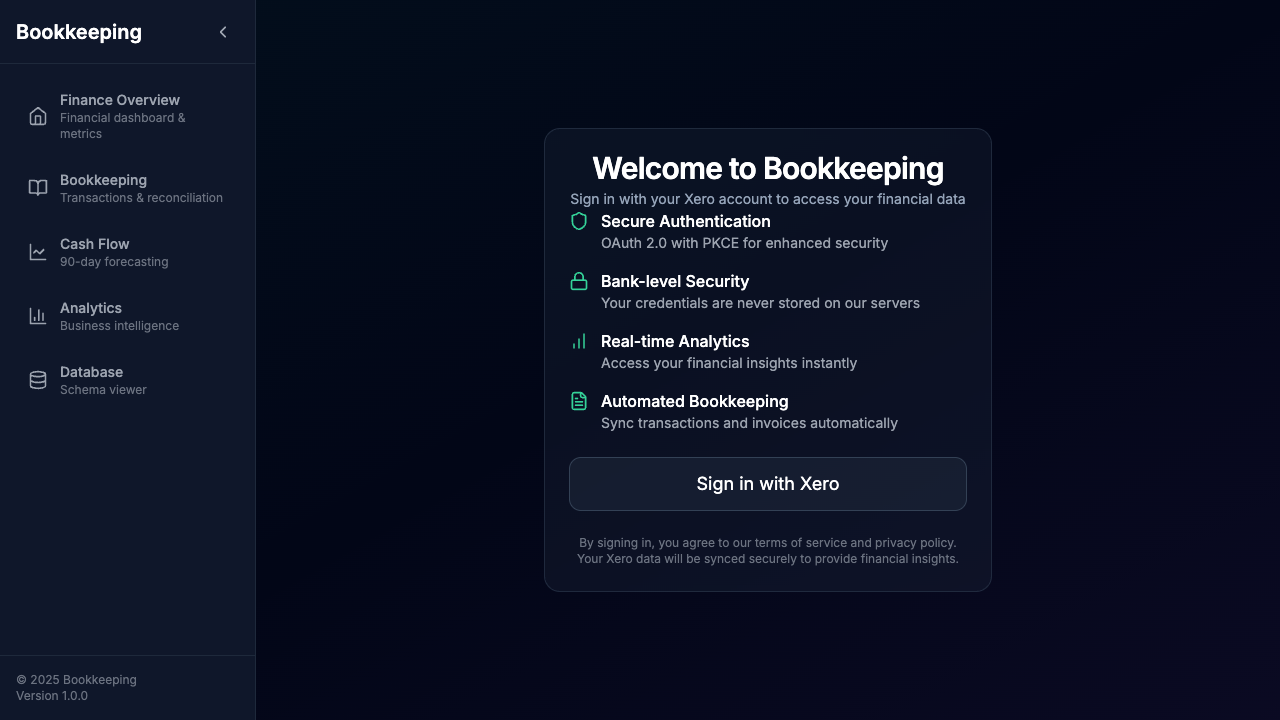 Bookkeeping
Finance Overview
Financial dashboard &
metrics
Bookkeeping
Transactions & reconciliation
Cash Flow
90-day forecasting
Analytics
Business intelligence
Database
Schema viewer
© 2025 Bookkeeping
Version 1.0.0
Welcome to Bookkeeping
Sign in with your Xero account to access your financial data
Secure Authentication
OAuth 2.0 with PKCE for enhanced security
Bank-level Security
Your credentials are never stored on our servers
Real-time Analytics
Access your financial insights instantly
Automated Bookkeeping
Sync transactions and invoices automatically
Sign in with Xero
By signing in, you agree to our terms of service and privacy policy.
Your Xero data will be synced securely to provide financial insights.